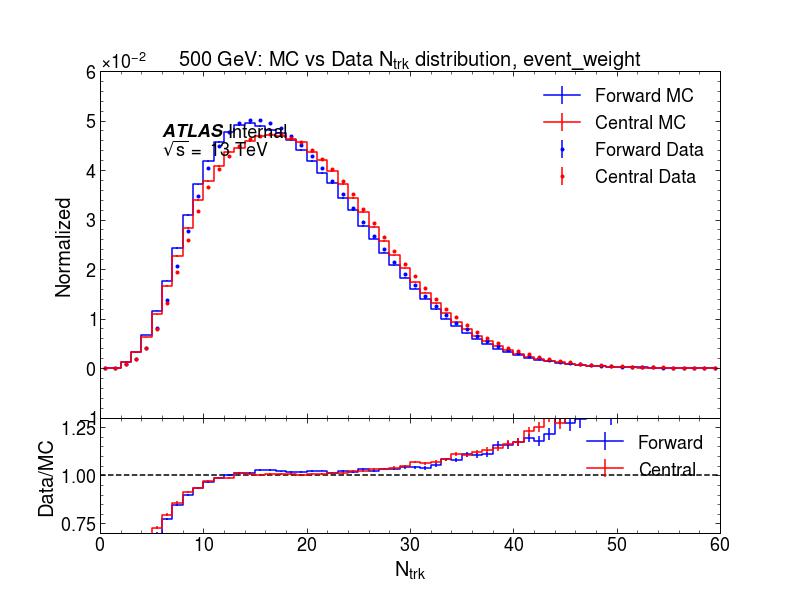 ×10⁻² 500 GeV: MC vs Data N_trk distribution, event_weight
6
5
4
3
2
1
0
−1
Normalized
ATLAS Internal
√s = 13 TeV
Forward MC
Central MC
Forward Data
Central Data
1.25
1.00
0.75
Data/MC
Forward
Central
0 10 20 30 40 50 60
N_trk